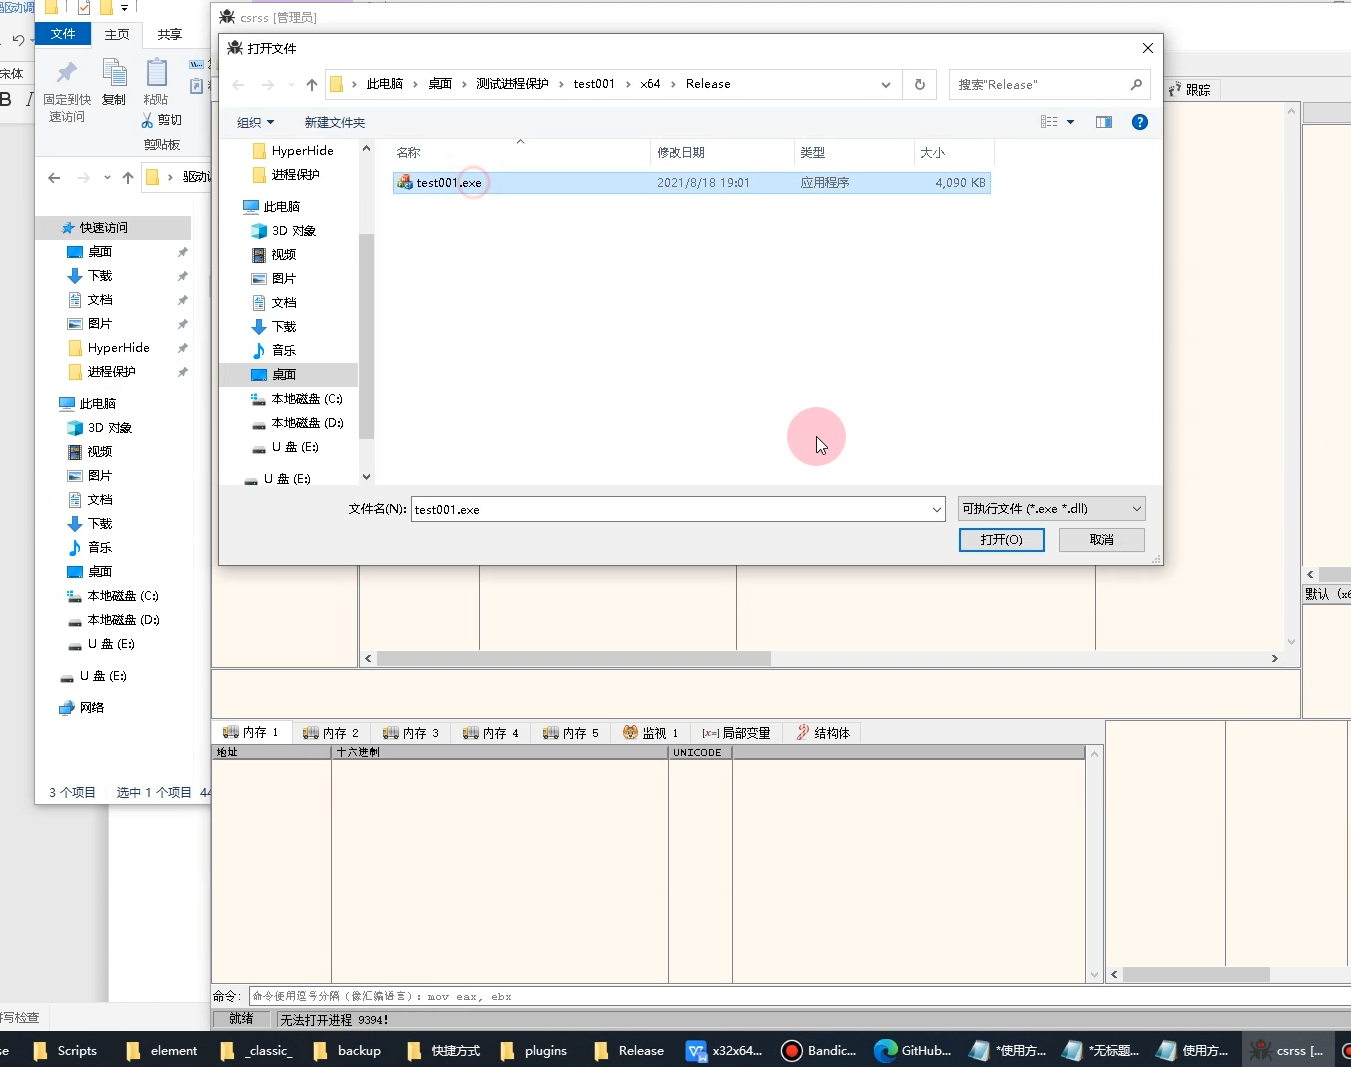 驱动调
文件
主页
共享
宋体
B I
固定到快
速访问
复制
粘贴
剪切
剪贴板
驱动
快速访问
桌面
下载
文档
图片
HyperHide
进程保护
此电脑
3D 对象
视频
图片
文档
下载
音乐
桌面
本地磁盘 (C:)
本地磁盘 (D:)
U 盘 (E:)
U 盘 (E:)
网络
3 个项目 选中 1 个项目 44
写检查
csrss [管理员]
打开文件
此电脑 › 桌面 › 测试进程保护 › test001 › x64 › Release
搜索"Release"
组织
新建文件夹
HyperHide
进程保护
此电脑
3D 对象
视频
图片
文档
下载
音乐
桌面
本地磁盘 (C:)
本地磁盘 (D:)
U 盘 (E:)
U 盘 (E:)
名称 修改日期 类型 大小
test001.exe 2021/8/18 19:01 应用程序 4,090 KB
文件名(N): test001.exe
可执行文件 (*.exe *.dll)
打开(O)
取消
跟踪
默认 (x6
内存 1 内存 2 内存 3 内存 4 内存 5 监视 1 [x=]局部变量 结构体
地址 十六进制 UNICODE
命令: 命令使用逗号分隔（像汇编语言）: mov eax, ebx
就绪 无法打开进程 9394!
se Scripts element _classic_ backup 快捷方式 plugins Release x32x64... Bandic... GitHub... *使用方... *无标题... 使用方... csrss [...